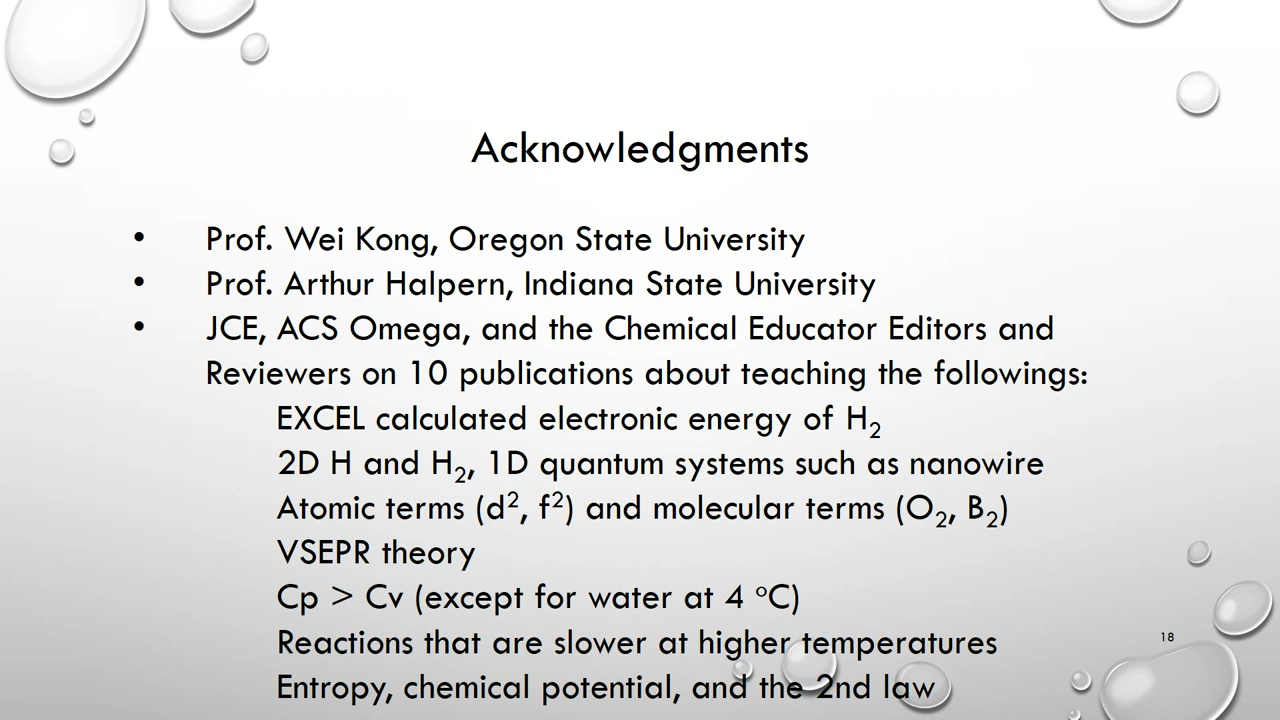 Acknowledgments
• Prof. Wei Kong, Oregon State University
• Prof. Arthur Halpern, Indiana State University
• JCE, ACS Omega, and the Chemical Educator Editors and
Reviewers on 10 publications about teaching the followings:
EXCEL calculated electronic energy of H₂
2D H and H₂, 1D quantum systems such as nanowire
Atomic terms (d², f²) and molecular terms (O₂, B₂)
VSEPR theory
Cp > Cv (except for water at 4 °C)
Reactions that are slower at higher temperatures
18
Entropy, chemical potential, and the 2nd law